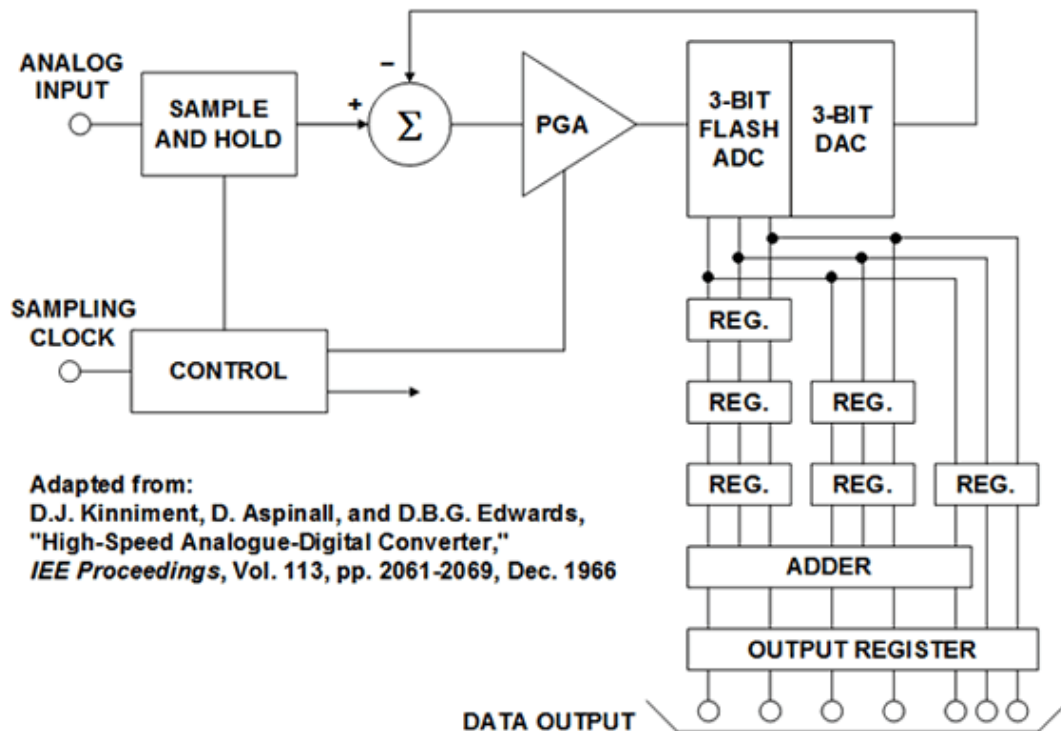 ANALOG
INPUT
SAMPLE
AND HOLD
+
−
Σ
PGA
3-BIT
FLASH
ADC
3-BIT
DAC
SAMPLING
CLOCK
CONTROL
REG.
REG.
REG.
REG.
REG.
REG.
Adapted from:
D.J. Kinniment, D. Aspinall, and D.B.G. Edwards,
"High-Speed Analogue-Digital Converter,"
IEE Proceedings, Vol. 113, pp. 2061-2069, Dec. 1966
ADDER
OUTPUT REGISTER
DATA OUTPUT